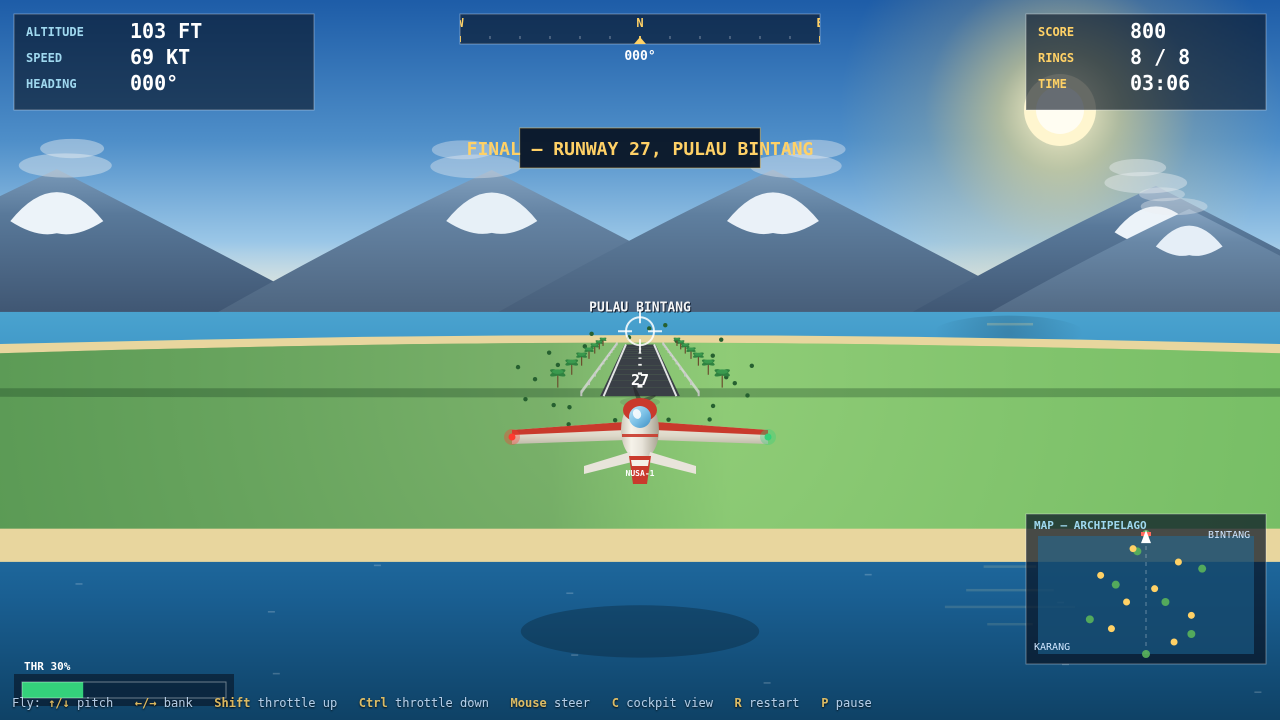 ALTITUDE 103 FT
SPEED 69 KT
HEADING 000°
W N E
000°
SCORE 800
RINGS 8 / 8
TIME 03:06
FINAL — RUNWAY 27, PULAU BINTANG
PULAU BINTANG
27
NUSA-1
MAP — ARCHIPELAGO
BINTANG
KARANG
THR 30%
Fly: ↑/↓ pitch ←/→ bank Shift throttle up Ctrl throttle down Mouse steer C cockpit view R restart P pause